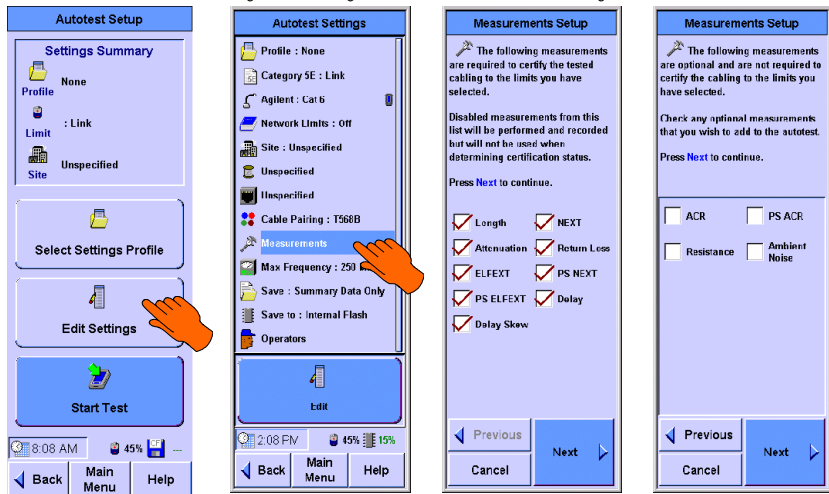 Autotest Setup
Settings Summary
Profile
None
Limit
: Link
Site
Unspecified
Select Settings Profile
Edit Settings
Start Test
8:08 AM
45%
CF
---
Back
Main
Menu
Help
Autotest Settings
Profile : None
Category 5E : Link
Agilent : Cat 6
Network Limits : Off
Site : Unspecified
Unspecified
Unspecified
Cable Pairing : T568B
Measurements
Max Frequency : 250
Save : Summary Data Only
Save to : Internal Flash
Operators
Edit
2:08 PM
45%
15%
Back
Main
Menu
Help
Measurements Setup
The following measurements
are required to certify the tested
cabling to the limits you have
selected.
Disabled measurements from this
list will be performed and recorded
but will not be used when
determining certification status.
Press Next to continue.
Length
NEXT
Attenuation
Return Loss
ELFEXT
PS NEXT
PS ELFEXT
Delay
Delay Skew
Previous
Next
Cancel
Measurements Setup
The following measurements
are optional and are not required to
certify the cabling to the limits you
have selected.
Check any optional measurements
that you wish to add to the autotest.
Press Next to continue.
ACR
PS ACR
Resistance
Ambient
Noise
Previous
Next
Cancel